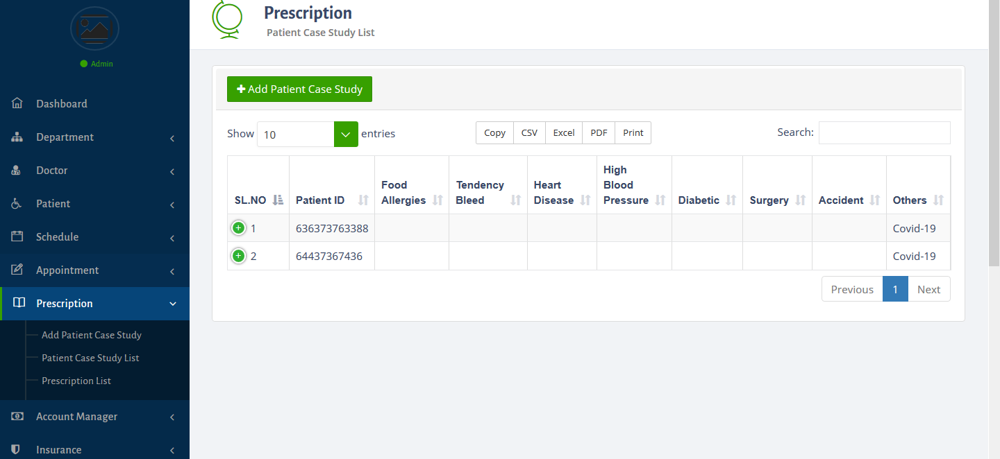 Admin
Dashboard
Department
Doctor
Patient
Schedule
Appointment
Prescription
Add Patient Case Study
Patient Case Study List
Prescription List
Account Manager
Insurance
Prescription
Patient Case Study List
Add Patient Case Study
Show 10 entries
Copy CSV Excel PDF Print
Search:
SL.NO Patient ID Food Allergies Tendency Bleed Heart Disease High Blood Pressure Diabetic Surgery Accident Others
1 636373763388 Covid-19
2 64437367436 Covid-19
Previous 1 Next